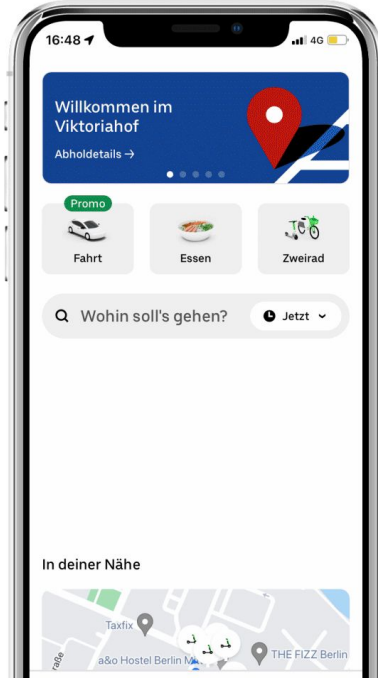 16:48
4G
Willkommen im
Viktoriahof
Abholdetails →
Promo
Fahrt
Essen
Zweirad
Wohin soll's gehen?
Jetzt
In deiner Nähe
Taxfix
a&o Hostel Berlin M
THE FIZZ Berlin
raße